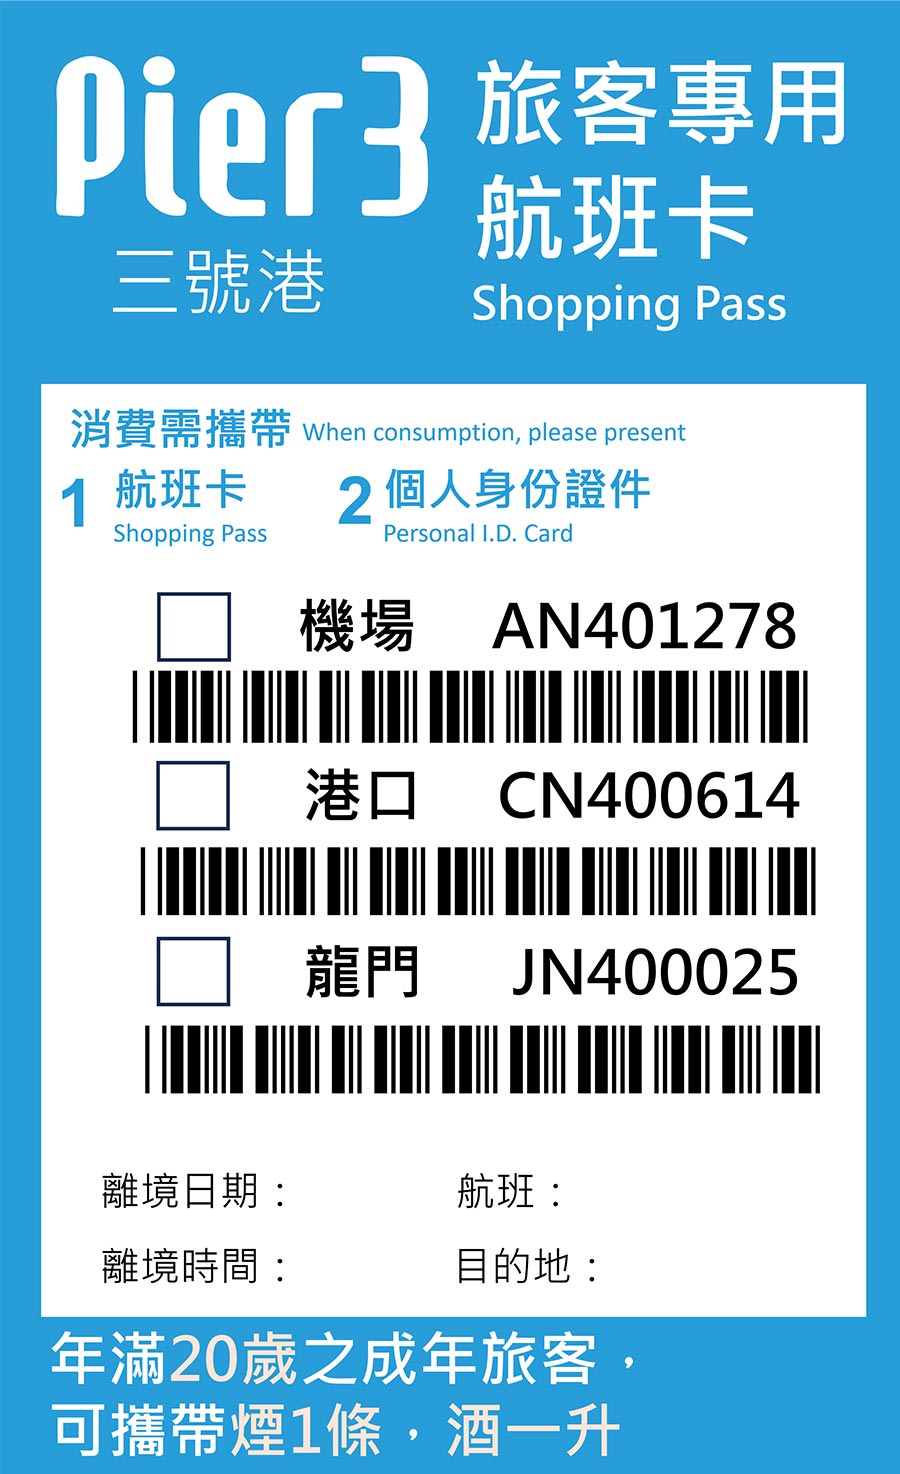 Pier3
三號港
旅客專用
航班卡
Shopping Pass
消費需攜帶 When consumption, please present
1 航班卡
Shopping Pass
2 個人身份證件
Personal I.D. Card
機場 AN401278
港口 CN400614
龍門 JN400025
離境日期： 航班：
離境時間： 目的地：
年滿20歲之成年旅客，
可攜帶煙1條，酒一升